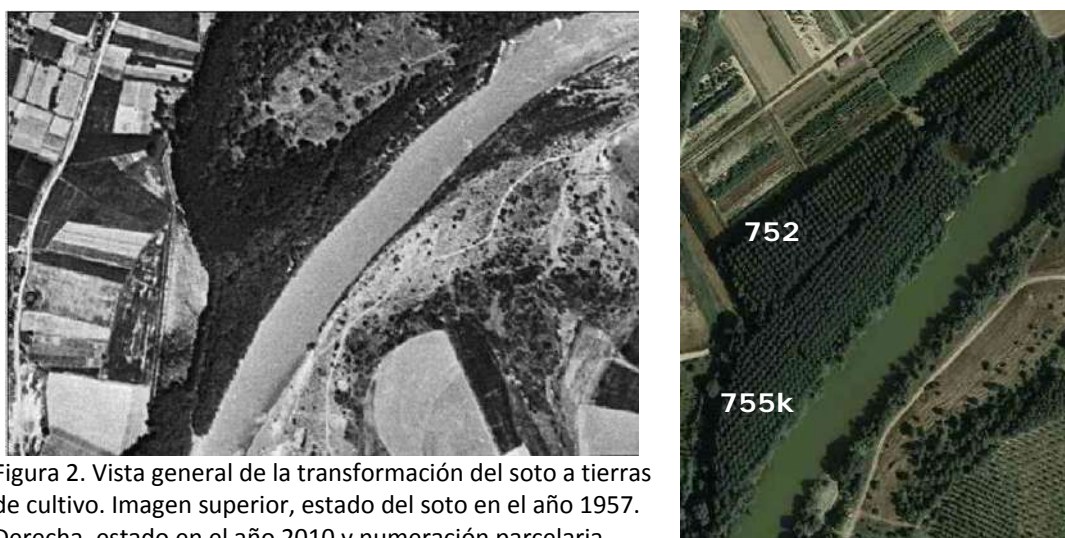 752
755k
Figura 2. Vista general de la transformación del soto a tierras
de cultivo. Imagen superior, estado del soto en el año 1957.
Derecha, estado en el año 2010 y numeración parcelaria